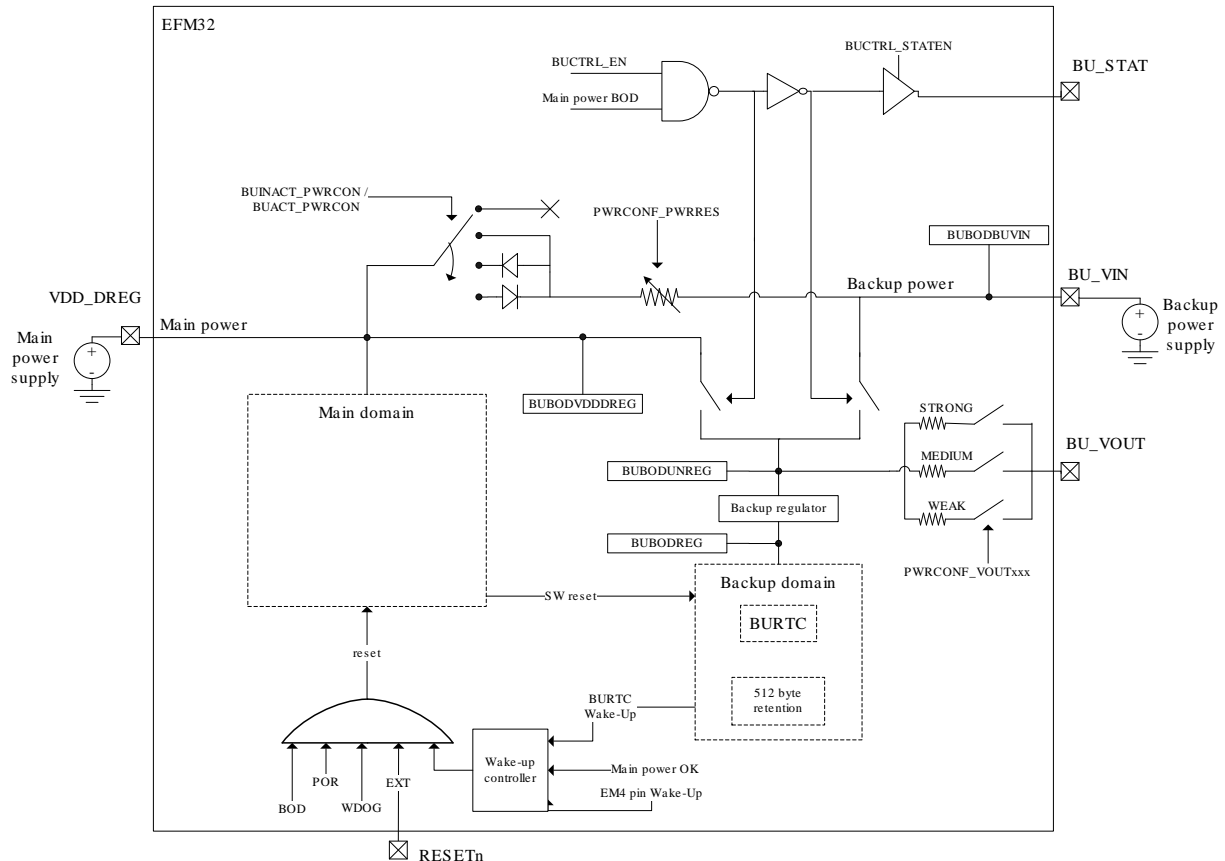 EFM32
BUCTRL_STATEN
BUCTRL_EN
BU_STAT
Main power BOD
BUINACT_PWRCON /
BUACT_PWRCON
PWRCONF_PWRRES
BUBODBUVIN
VDD_DREG
Backup power
BU_VIN
Main power
+
-
Main
power
supply
+
-
Backup
power
supply
Main domain
BUBODVDDDREG
STRONG
BU_VOUT
BUBODUNREG
MEDIUM
Backup regulator
WEAK
BUBODREG
PWRCONF_VOUTxxx
Backup domain
SW reset
BURTC
reset
512 byte
retention
BURTC
Wake-Up
Wake-up
controller
Main power OK
EM4 pin Wake-Up
BOD
POR
WDOG
EXT
RESETn